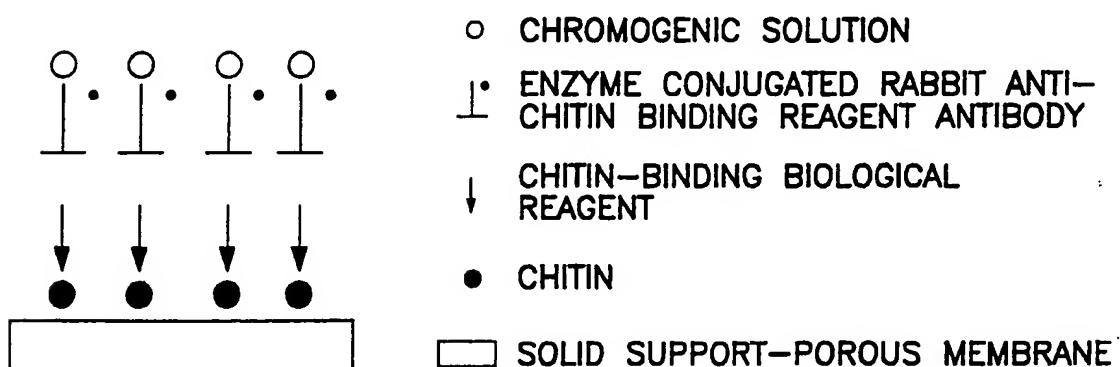 CHROMOGENIC SOLUTION
ENZYME CONJUGATED RABBIT ANTI-
CHITIN BINDING REAGENT ANTIBODY
CHITIN-BINDING BIOLOGICAL
REAGENT
CHITIN
SOLID SUPPORT-POROUS MEMBRANE